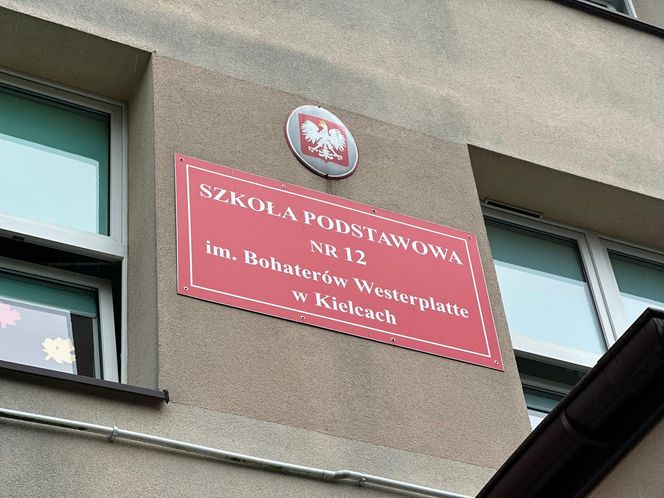 SZKOŁA PODSTAWOWA
NR 12
im. Bohaterów Westerplatte
w Kielcach